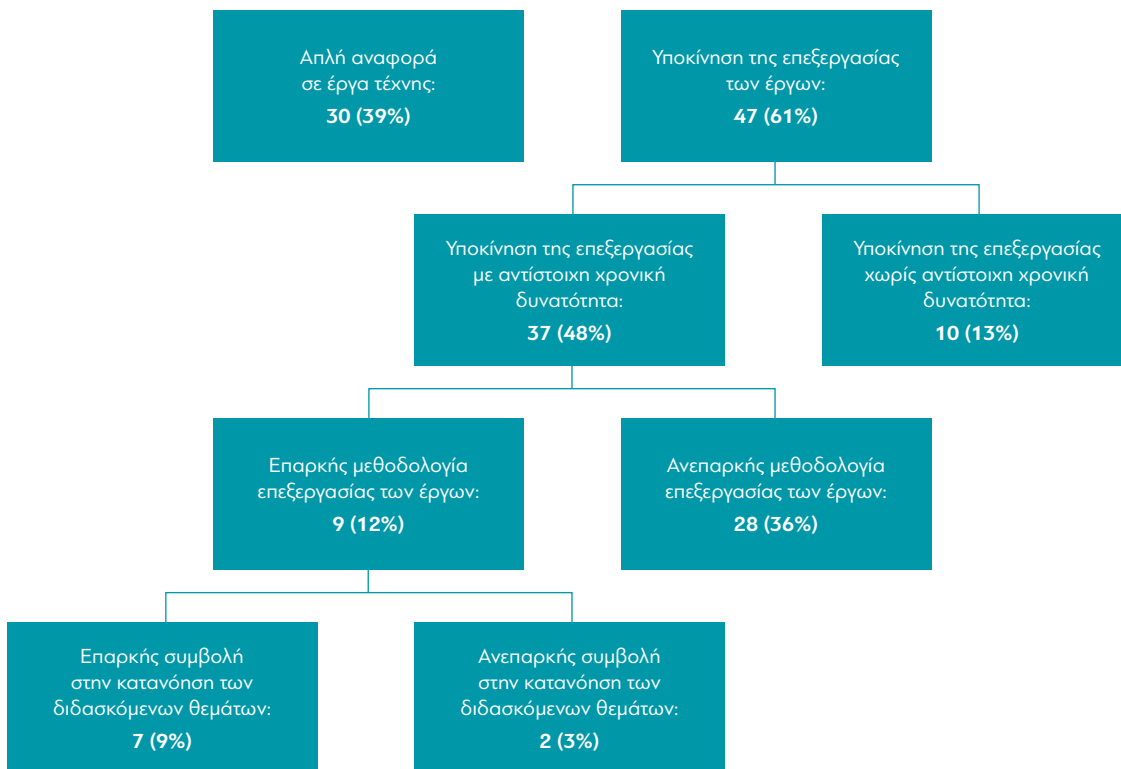 Απλή αναφορά
σε έργα τέχνης:
30 (39%)
Υποκίνηση της επεξεργασίας
των έργων:
47 (61%)
Υποκίνηση της επεξεργασίας
με αντίστοιχη χρονική
δυνατότητα:
37 (48%)
Υποκίνηση της επεξεργασίας
χωρίς αντίστοιχη χρονική
δυνατότητα:
10 (13%)
Επαρκής μεθοδολογία
επεξεργασίας των έργων:
9 (12%)
Ανεπαρκής μεθοδολογία
επεξεργασίας των έργων:
28 (36%)
Επαρκής συμβολή
στην κατανόηση των
διδασκόμενων θεμάτων:
7 (9%)
Ανεπαρκής συμβολή
στην κατανόηση των
διδασκόμενων θεμάτων:
2 (3%)